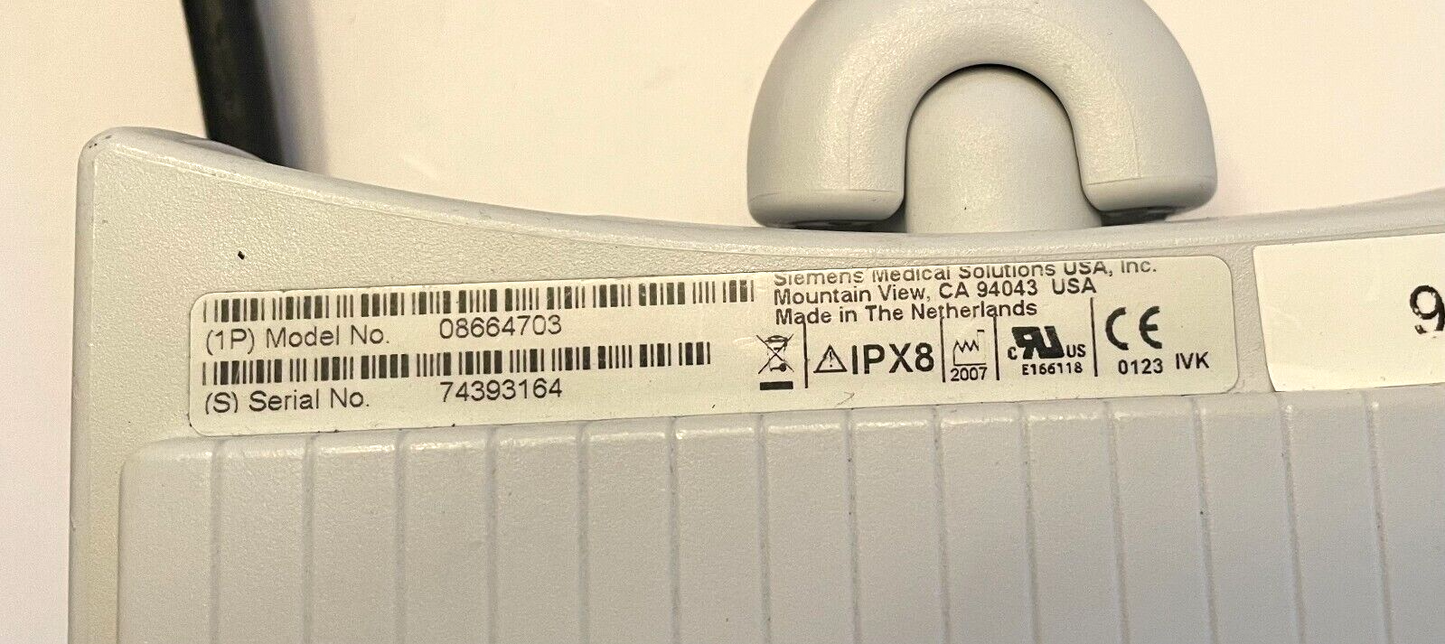 Siemens Medical Solutions USA, Inc.
Mountain View, CA 94043 USA
Made in The Netherlands
(1P) Model No. 08664703
(S) Serial No. 74393164
IPX8
2007
c RU US
E166118
CE
0123 IVK
9